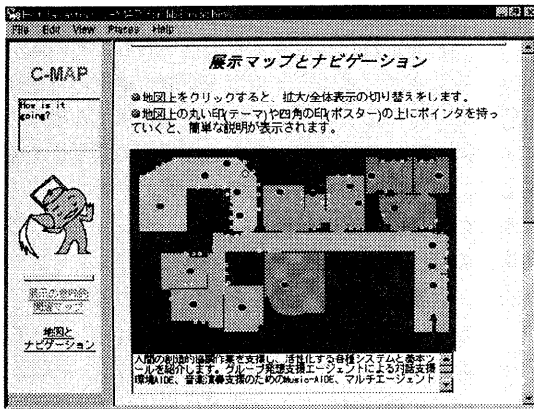 File Edit View Places Help
C-MAP
How is it
going?
地図と
ナビゲーション
展示マップとナビゲーション
地図上をクリックすると、拡大/全体表示の切り替えをします。
地図上の丸い印(テーマ)や四角の印(ポスター)の上にポインタを持っ
ていくと、簡単な説明が表示されます。
人間の創造的協調作業を支援し、活性化する各種システムと基本ツ
ールを紹介します。グループ発想支援エージェントによる対話支援
環境AIDE、音楽演奏支援のためのMusic-AIDE、マルチエージェント